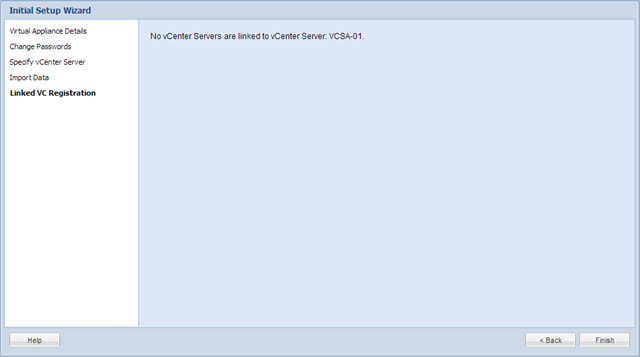 Initial Setup Wizard
Virtual Appliance Details
Change Passwords
Specify vCenter Server
Import Data
Linked VC Registration
No vCenter Servers are linked to vCenter Server: VCSA-01.
Help
< Back
Finish